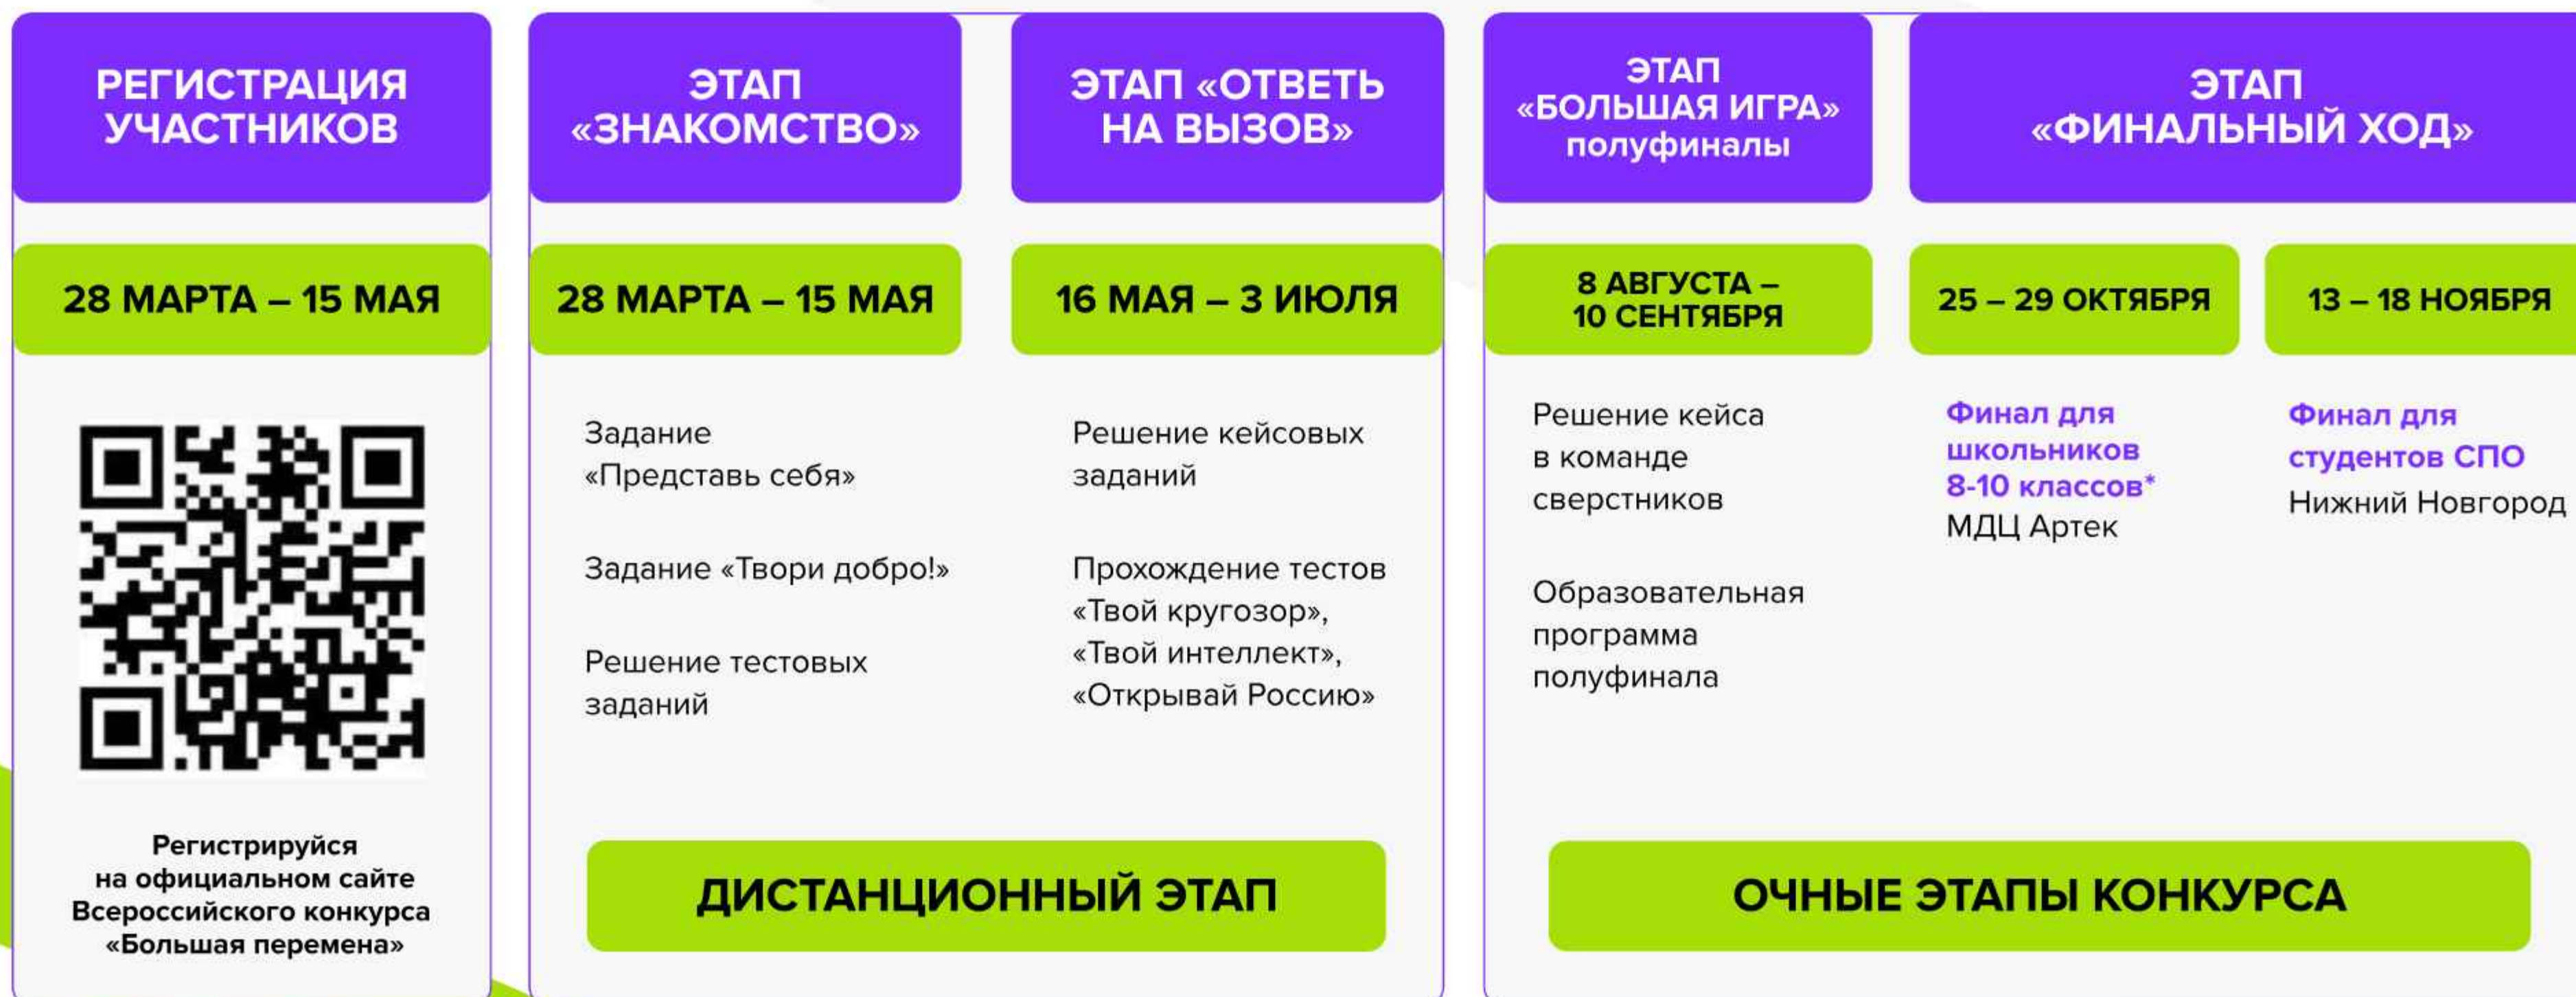 РЕГИСТРАЦИЯ
УЧАСТНИКОВ
28 МАРТА – 15 МАЯ
Регистрируйся
на официальном сайте
Всероссийского конкурса
«Большая перемена»
ЭТАП
«ЗНАКОМСТВО»
28 МАРТА – 15 МАЯ
Задание
«Представь себя»
Задание «Твори добро!»
Решение тестовых
заданий
ЭТАП «ОТВЕТЬ
НА ВЫЗОВ»
16 МАЯ – 3 ИЮЛЯ
Решение кейсовых
заданий
Прохождение тестов
«Твой кругозор»,
«Твой интеллект»,
«Открывай Россию»
ДИСТАНЦИОННЫЙ ЭТАП
ЭТАП
«БОЛЬШАЯ ИГРА»
полуфиналы
8 АВГУСТА –
10 СЕНТЯБРЯ
Решение кейса
в команде
сверстников
Образовательная
программа
полуфинала
ЭТАП
«ФИНАЛЬНЫЙ ХОД»
25 – 29 ОКТЯБРЯ
Финал для
школьников
8-10 классов*
МДЦ Артек
13 – 18 НОЯБРЯ
Финал для
студентов СПО
Нижний Новгород
ОЧНЫЕ ЭТАПЫ КОНКУРСА